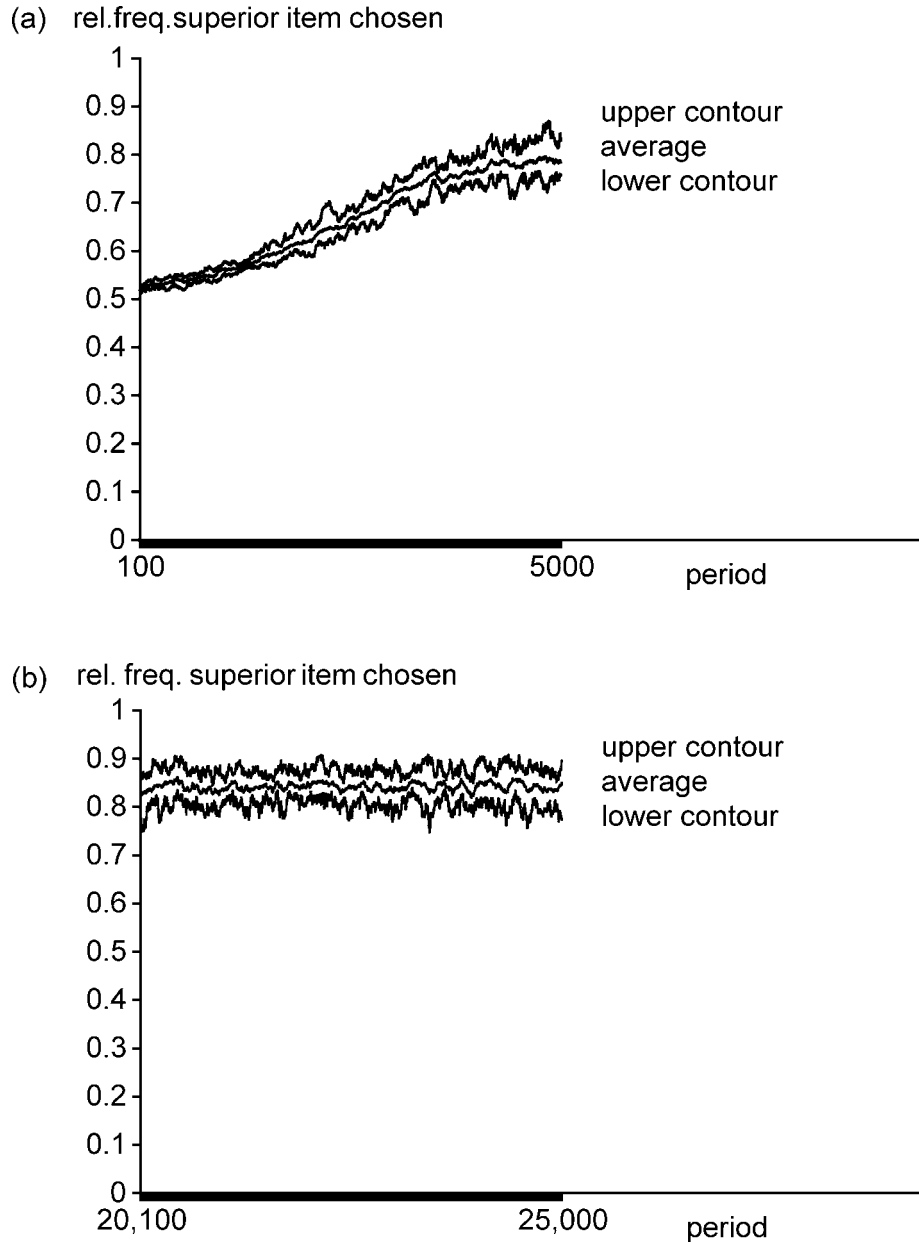 (a) rel.freq.superior item chosen
1
0.9
0.8
0.7
0.6
0.5
0.4
0.3
0.2
0.1
0
upper contour
average
lower contour
100 5000 period
(b) rel. freq. superior item chosen
1
0.9
0.8
0.7
0.6
0.5
0.4
0.3
0.2
0.1
0
upper contour
average
lower contour
20,100 25,000 period